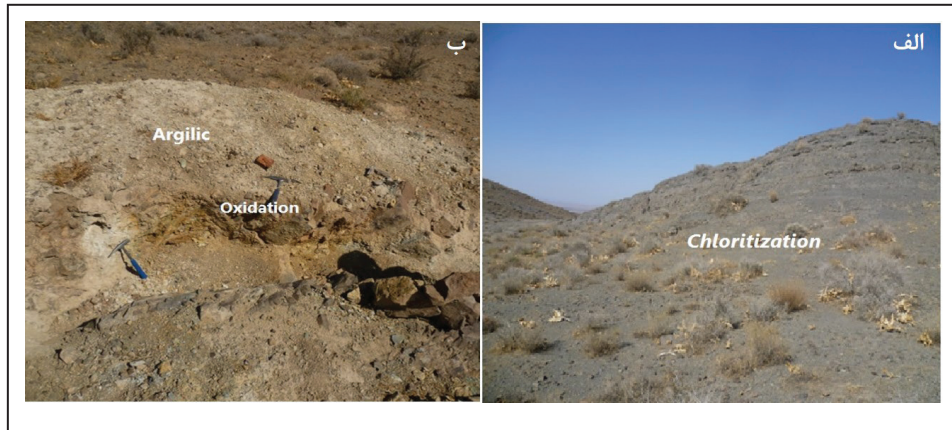 الف
Chloritization
ب
Argilic
Oxidation